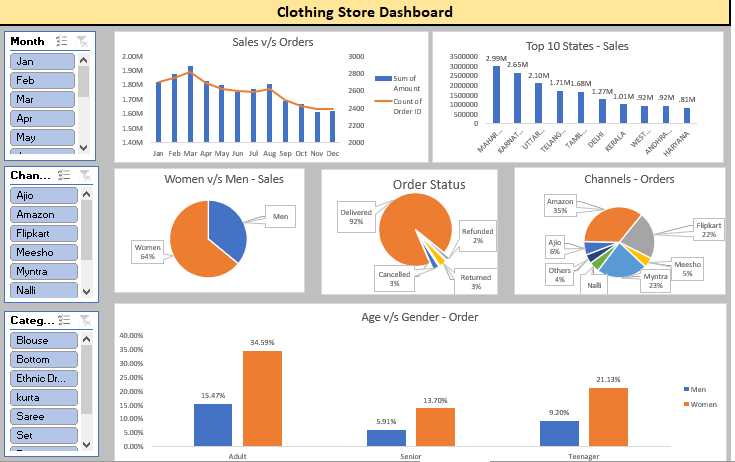 Clothing Store Dashboard
Month
Jan
Feb
Mar
Apr
May
Chan...
Ajio
Amazon
Flipkart
Meesho
Myntra
Nalli
Categ...
Blouse
Bottom
Ethnic Dr...
kurta
Saree
Set
Sales v/s Orders
2.00M
1.90M
1.80M
1.70M
1.60M
1.50M
1.40M
3000
2800
2600
2400
2200
2000
Jan Feb Mar Apr May Jun Jul Aug Sep Oct Nov Dec
Sum of
Amount
Count of
Order ID
Top 10 States - Sales
3500000
3000000
2500000
2000000
1500000
1000000
500000
0
2.99M 2.65M 2.10M 1.71M 1.68M 1.27M 1.01M .92M .92M .81M
MAHAR... KARNAT... UTTAR... TELANG... TAMIL... DELHI KERALA WEST... ANDHRA... HARYANA
Women v/s Men - Sales
Men
Women
64%
Order Status
Delivered
92%
Refunded
2%
Cancelled
3%
Returned
3%
Channels - Orders
Amazon
35%
Flipkart
22%
Ajio
6%
Meesho
5%
Others
4%
Nalli
Myntra
23%
Age v/s Gender - Order
40.00%
35.00%
30.00%
25.00%
20.00%
15.00%
10.00%
5.00%
0.00%
15.47%
34.59%
5.91%
13.70%
9.20%
21.13%
Adult Senior Teenager
Men
Women